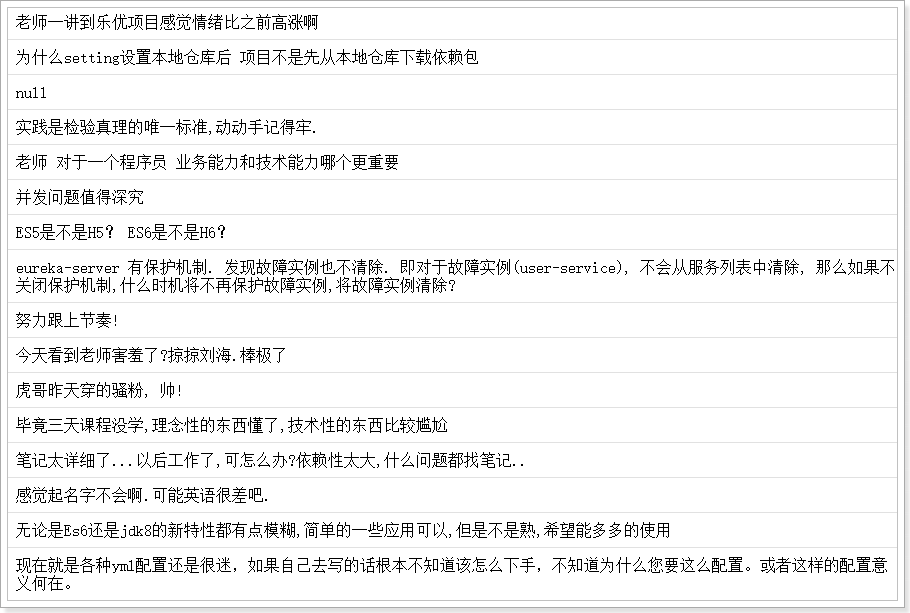 老师一讲到乐优项目感觉情绪比之前高涨啊
为什么setting设置本地仓库后 项目不是先从本地仓库下载依赖包
null
实践是检验真理的唯一标准,动动手记得牢.
老师 对于一个程序员 业务能力和技术能力哪个更重要
并发问题值得深究
ES5是不是H5? ES6是不是H6?
eureka-server 有保护机制. 发现故障实例也不清除. 即对于故障实例(user-service), 不会从服务列表中清除, 那么如果不
关闭保护机制,什么时机将不再保护故障实例,将故障实例清除?
努力跟上节奏!
今天看到老师害羞了?掠掠刘海.棒极了
虎哥昨天穿的骚粉, 帅!
毕竟三天课程没学,理念性的东西懂了,技术性的东西比较尴尬
笔记太详细了...以后工作了,可怎么办?依赖性太大,什么问题都找笔记..
感觉起名字不会啊.可能英语很差吧.
无论是Es6还是jdk8的新特性都有点模糊,简单的一些应用可以,但是不是熟,希望能多多的使用
现在就是各种yml配置还是很迷，如果自己去写的话根本不知道该怎么下手，不知道为什么您要这么配置。或者这样的配置意
义何在。